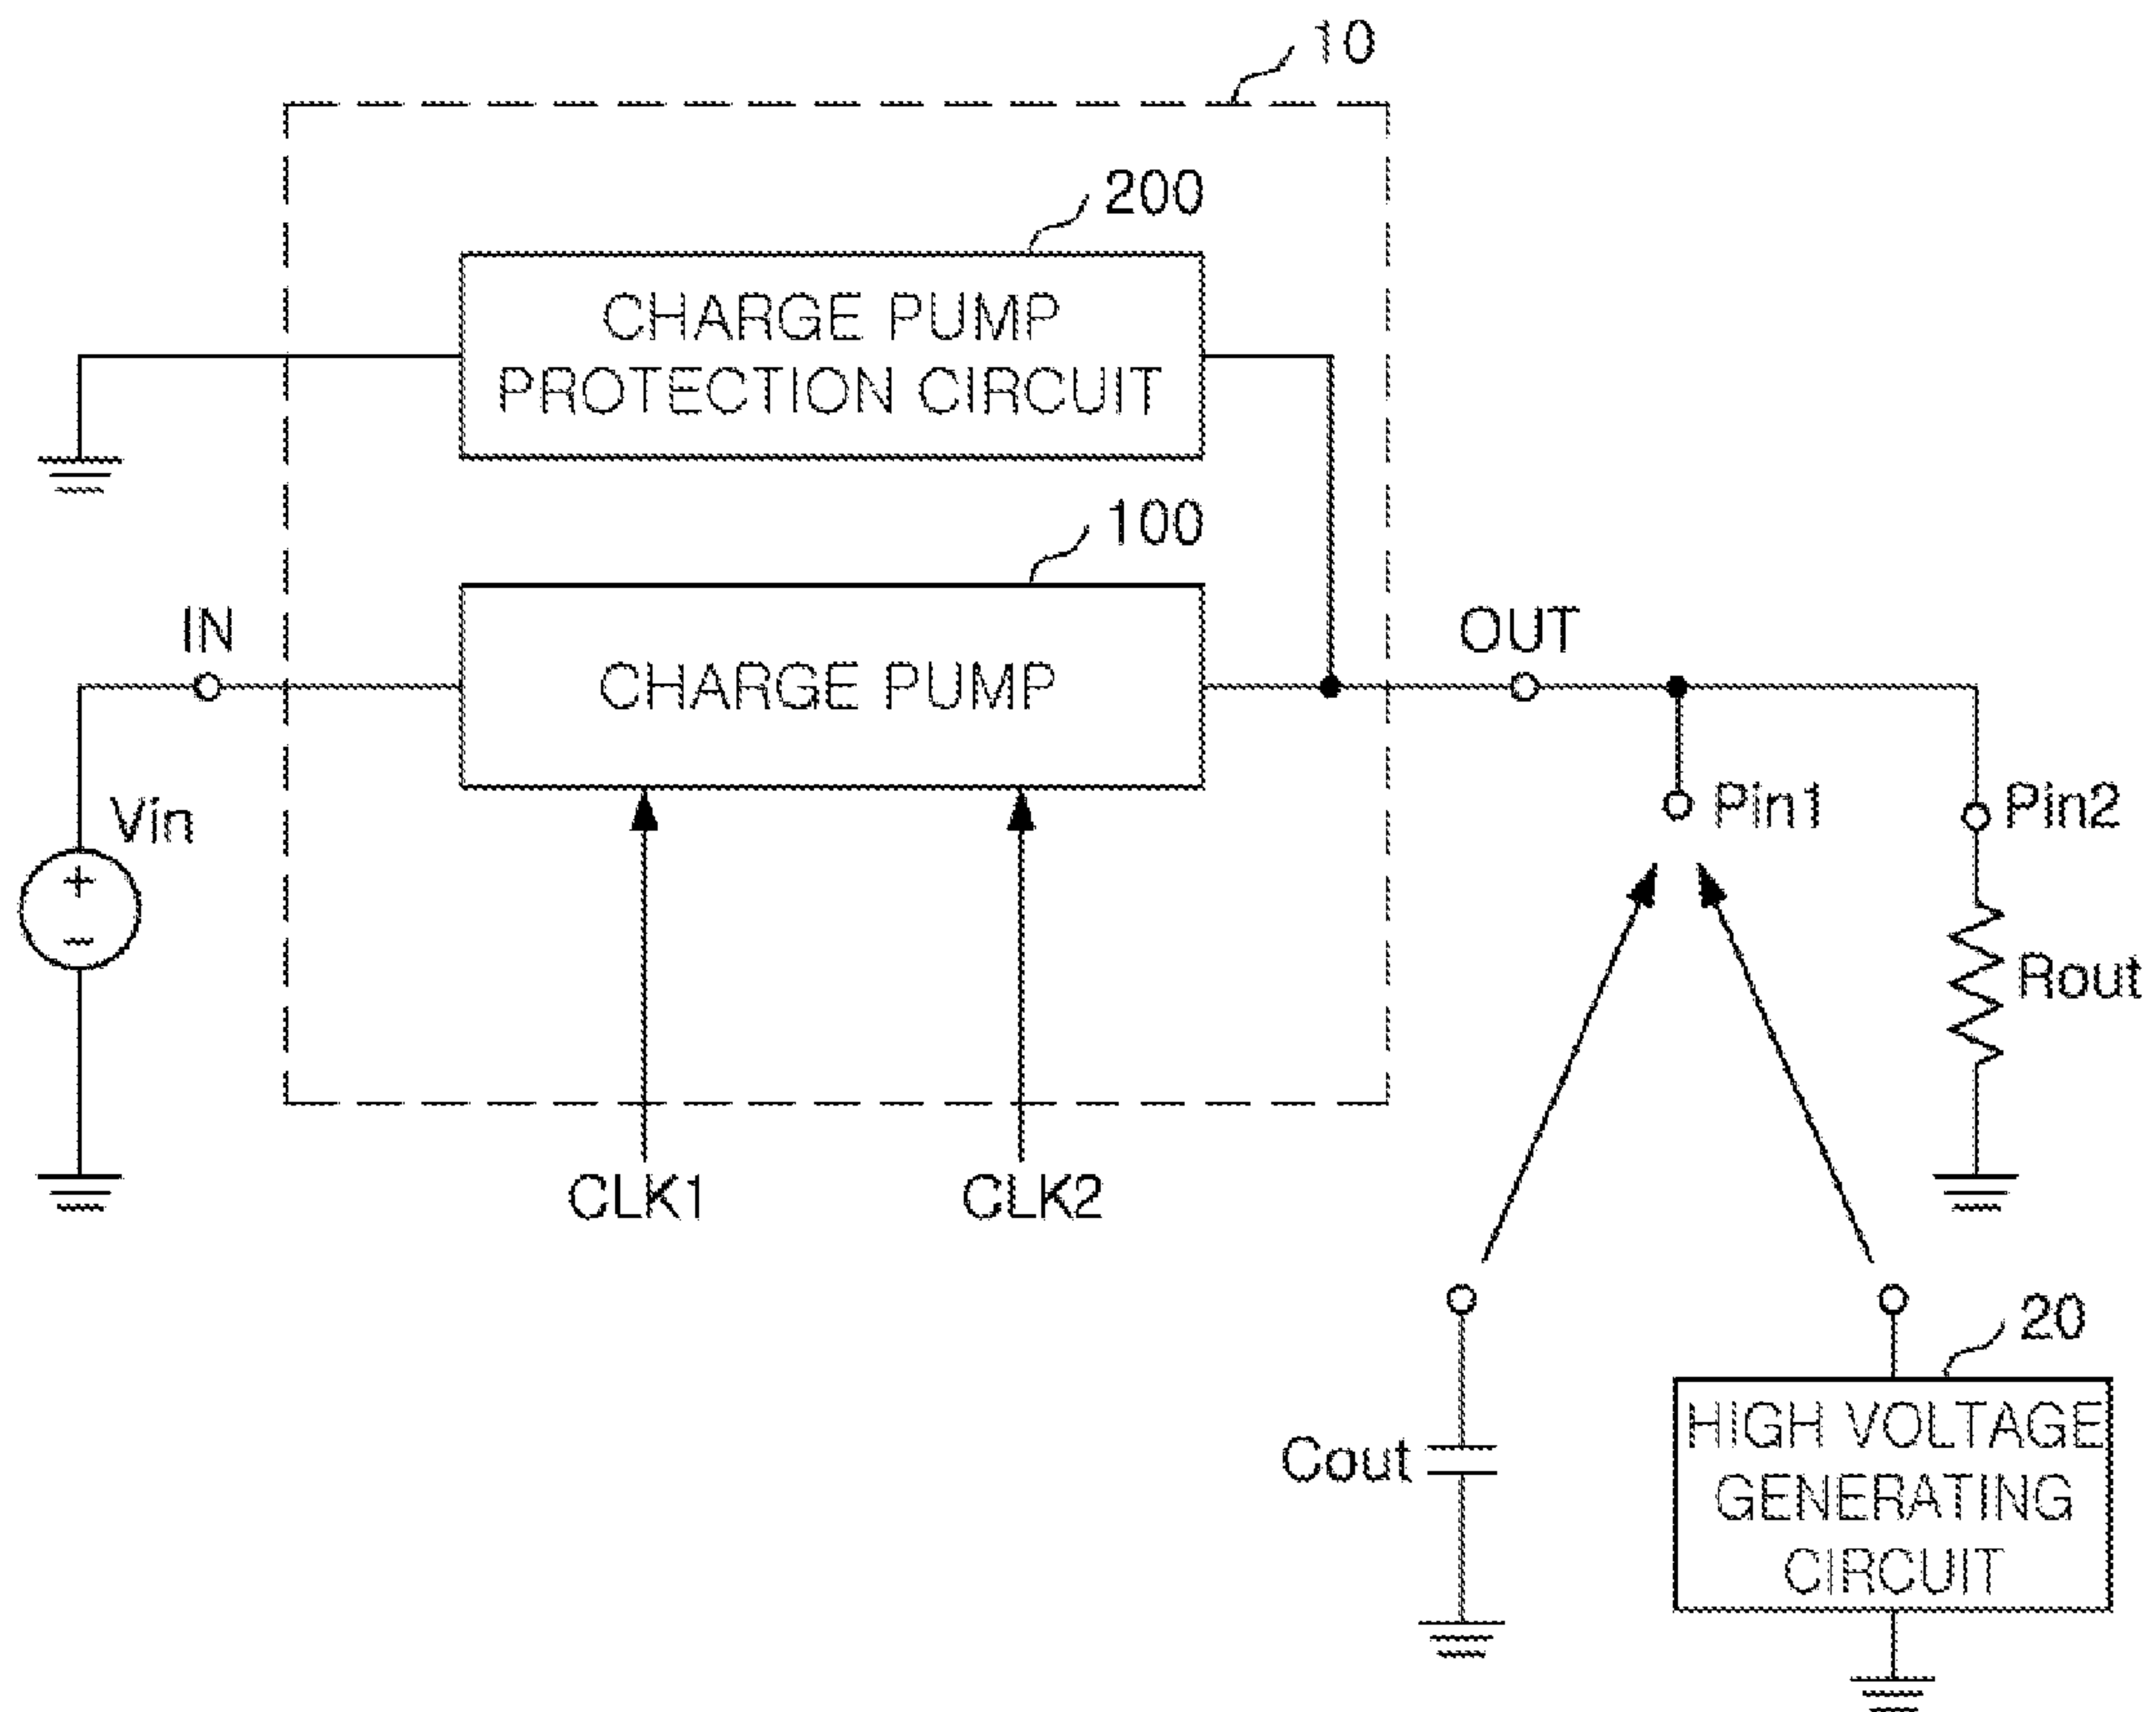 10
200
CHARGE PUMP
PROTECTION CIRCUIT
100
IN
CHARGE PUMP
OUT
Vin
+
−
Pin1
Pin2
Rout
CLK1
CLK2
20
Cout
HIGH VOLTAGE
GENERATING
CIRCUIT